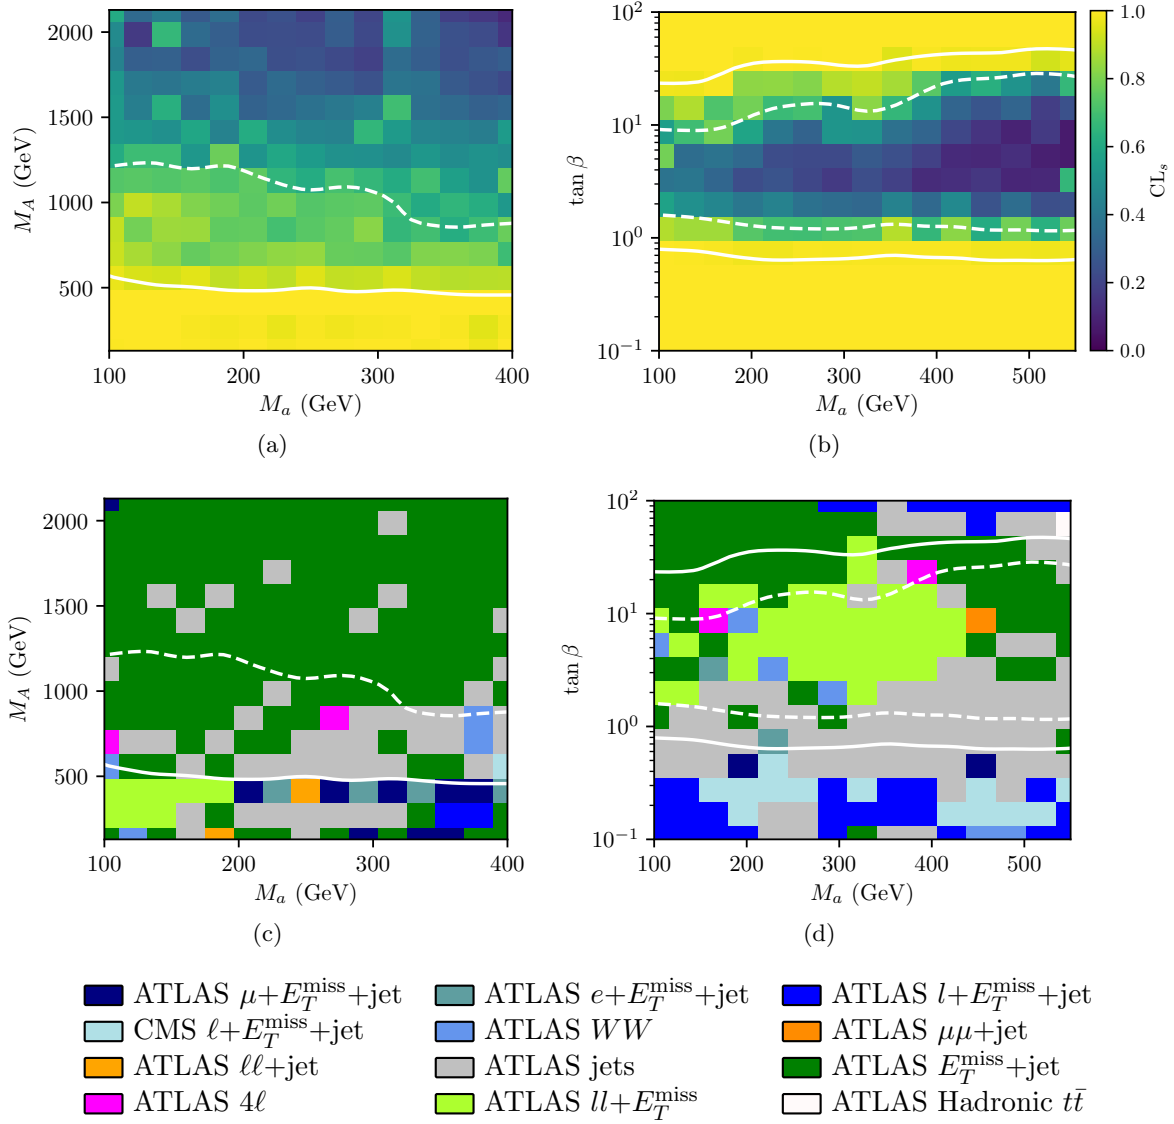 2000
1500
1000
500
M_A (GeV)
100 200 300 400
M_a (GeV)
(a)
10^2
10^1
10^0
10^−1
tan β
100 200 300 400 500
M_a (GeV)
(b)
1.0
0.8
0.6
0.4
0.2
0.0
CL_s
2000
1500
1000
500
M_A (GeV)
100 200 300 400
M_a (GeV)
(c)
10^2
10^1
10^0
10^−1
tan β
100 200 300 400 500
M_a (GeV)
(d)
ATLAS μ+E_T^miss+jet ATLAS e+E_T^miss+jet ATLAS l+E_T^miss+jet
CMS ℓ+E_T^miss+jet ATLAS WW ATLAS μμ+jet
ATLAS ℓℓ+jet ATLAS jets ATLAS E_T^miss+jet
ATLAS 4ℓ ATLAS ll+E_T^miss ATLAS Hadronic tt̄